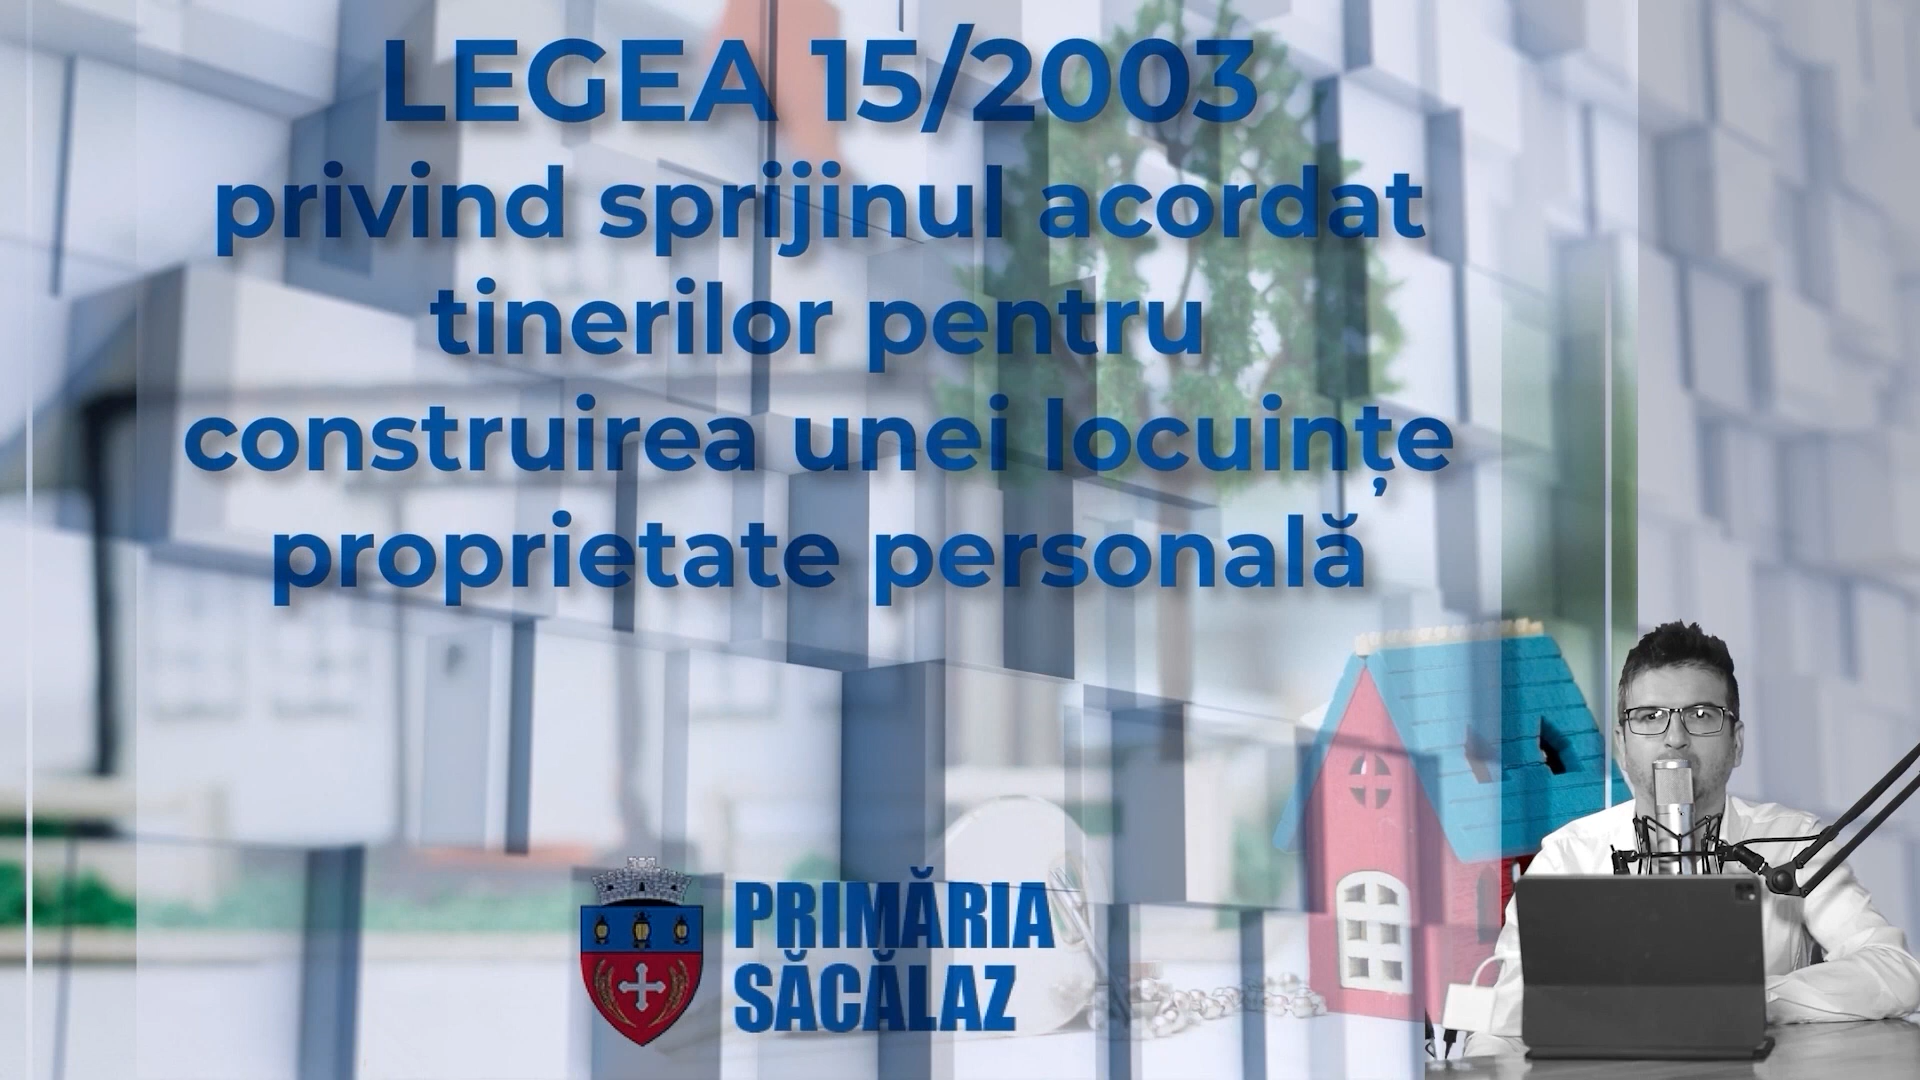 LEGEA 15/2003
privind sprijinul acordat
tinerilor pentru
construirea unei locuințe
proprietate personală
PRIMĂRIA
SĂCĂLAZ